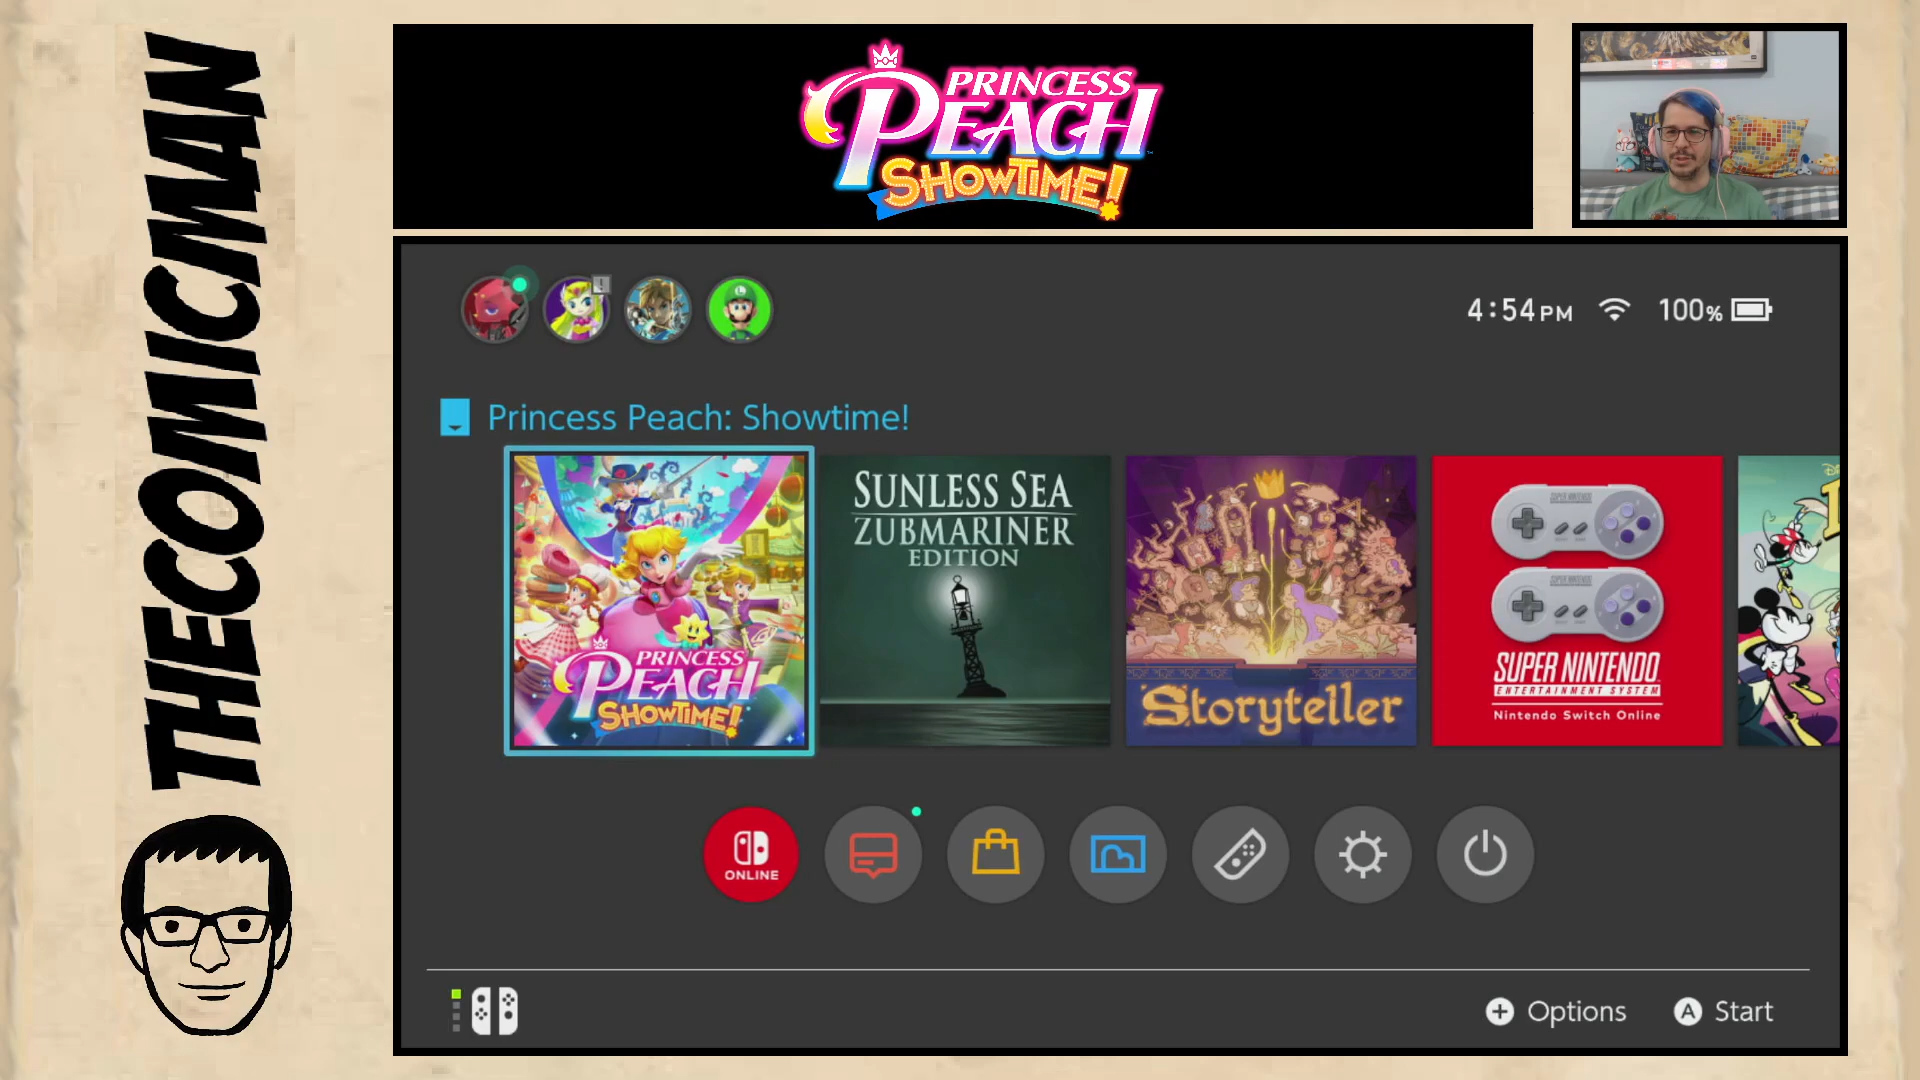 THECOMICMAN
PRINCESS
PEACH
SHOWTIME!
4:54 PM
100%
Princess Peach: Showtime!
PRINCESS
PEACH
SHOWTIME!
SUNLESS SEA
ZUBMARINER
EDITION
Storyteller
SUPER NINTENDO
ENTERTAINMENT SYSTEM
Nintendo Switch Online
ONLINE
+ Options
A Start